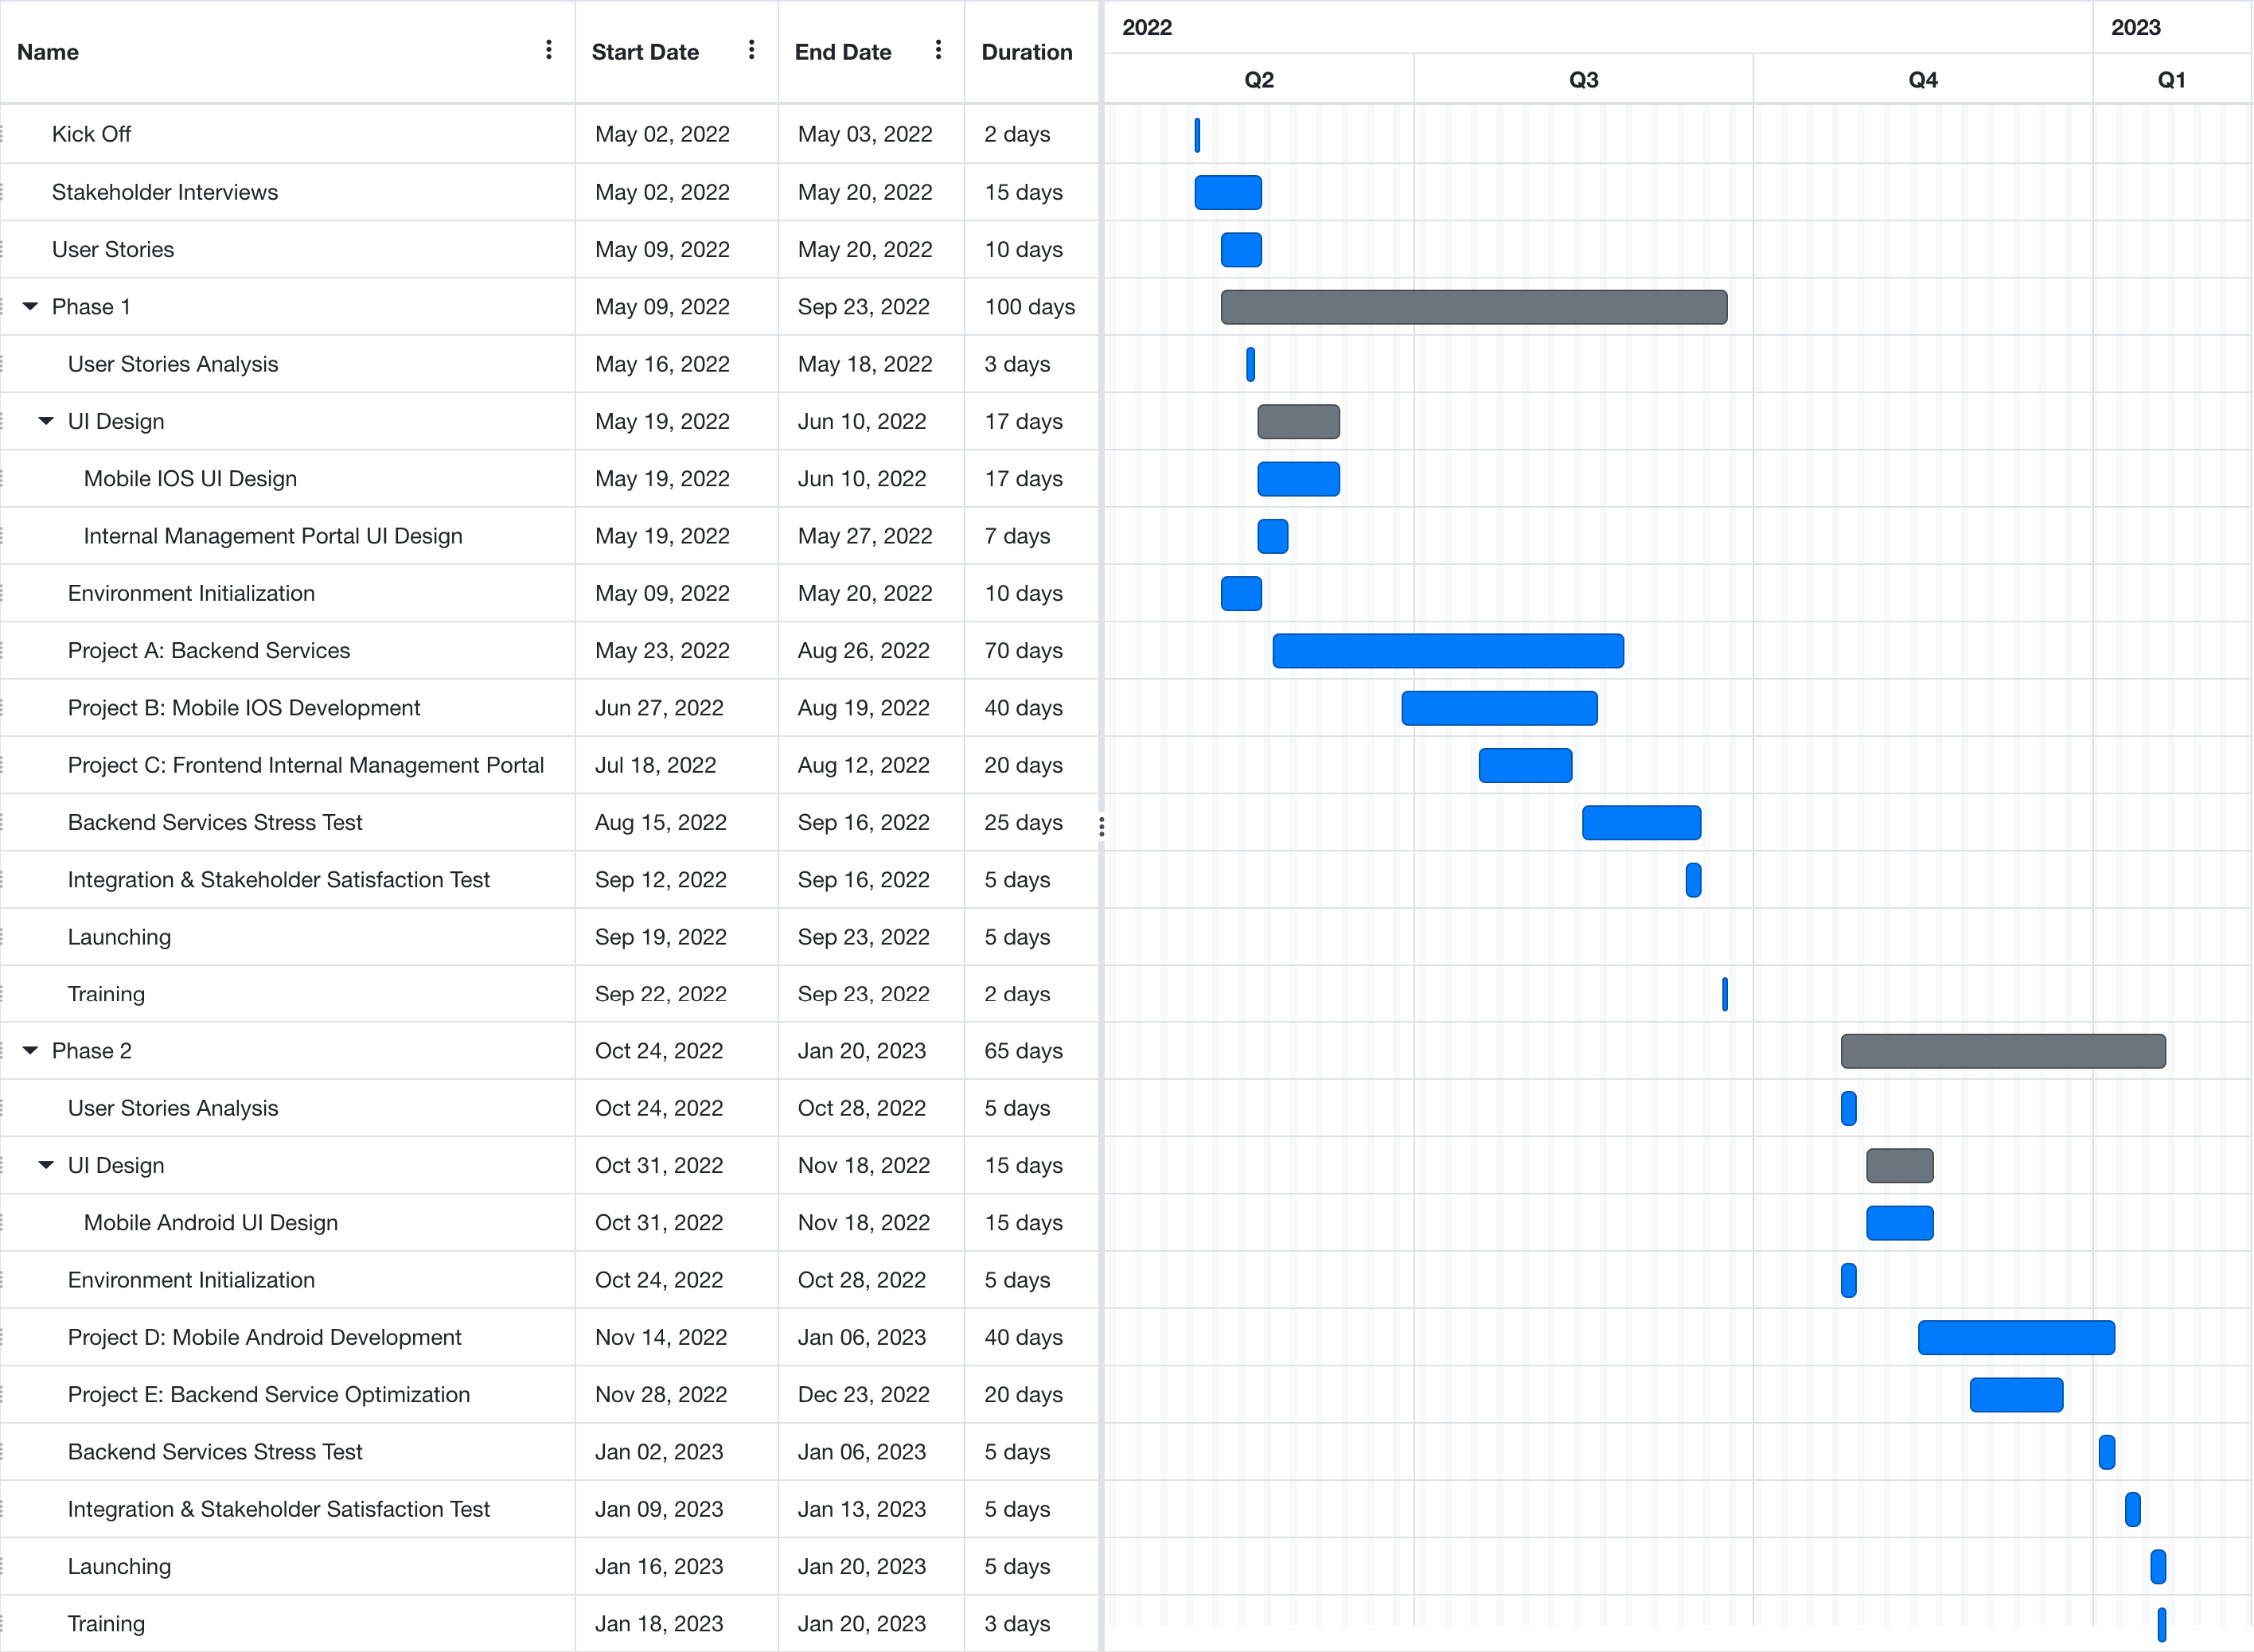 Name Start Date End Date Duration 2022 2023
Q2 Q3 Q4 Q1
Kick Off May 02, 2022 May 03, 2022 2 days
Stakeholder Interviews May 02, 2022 May 20, 2022 15 days
User Stories May 09, 2022 May 20, 2022 10 days
Phase 1 May 09, 2022 Sep 23, 2022 100 days
User Stories Analysis May 16, 2022 May 18, 2022 3 days
UI Design May 19, 2022 Jun 10, 2022 17 days
Mobile IOS UI Design May 19, 2022 Jun 10, 2022 17 days
Internal Management Portal UI Design May 19, 2022 May 27, 2022 7 days
Environment Initialization May 09, 2022 May 20, 2022 10 days
Project A: Backend Services May 23, 2022 Aug 26, 2022 70 days
Project B: Mobile IOS Development Jun 27, 2022 Aug 19, 2022 40 days
Project C: Frontend Internal Management Portal Jul 18, 2022 Aug 12, 2022 20 days
Backend Services Stress Test Aug 15, 2022 Sep 16, 2022 25 days
Integration & Stakeholder Satisfaction Test Sep 12, 2022 Sep 16, 2022 5 days
Launching Sep 19, 2022 Sep 23, 2022 5 days
Training Sep 22, 2022 Sep 23, 2022 2 days
Phase 2 Oct 24, 2022 Jan 20, 2023 65 days
User Stories Analysis Oct 24, 2022 Oct 28, 2022 5 days
UI Design Oct 31, 2022 Nov 18, 2022 15 days
Mobile Android UI Design Oct 31, 2022 Nov 18, 2022 15 days
Environment Initialization Oct 24, 2022 Oct 28, 2022 5 days
Project D: Mobile Android Development Nov 14, 2022 Jan 06, 2023 40 days
Project E: Backend Service Optimization Nov 28, 2022 Dec 23, 2022 20 days
Backend Services Stress Test Jan 02, 2023 Jan 06, 2023 5 days
Integration & Stakeholder Satisfaction Test Jan 09, 2023 Jan 13, 2023 5 days
Launching Jan 16, 2023 Jan 20, 2023 5 days
Training Jan 18, 2023 Jan 20, 2023 3 days